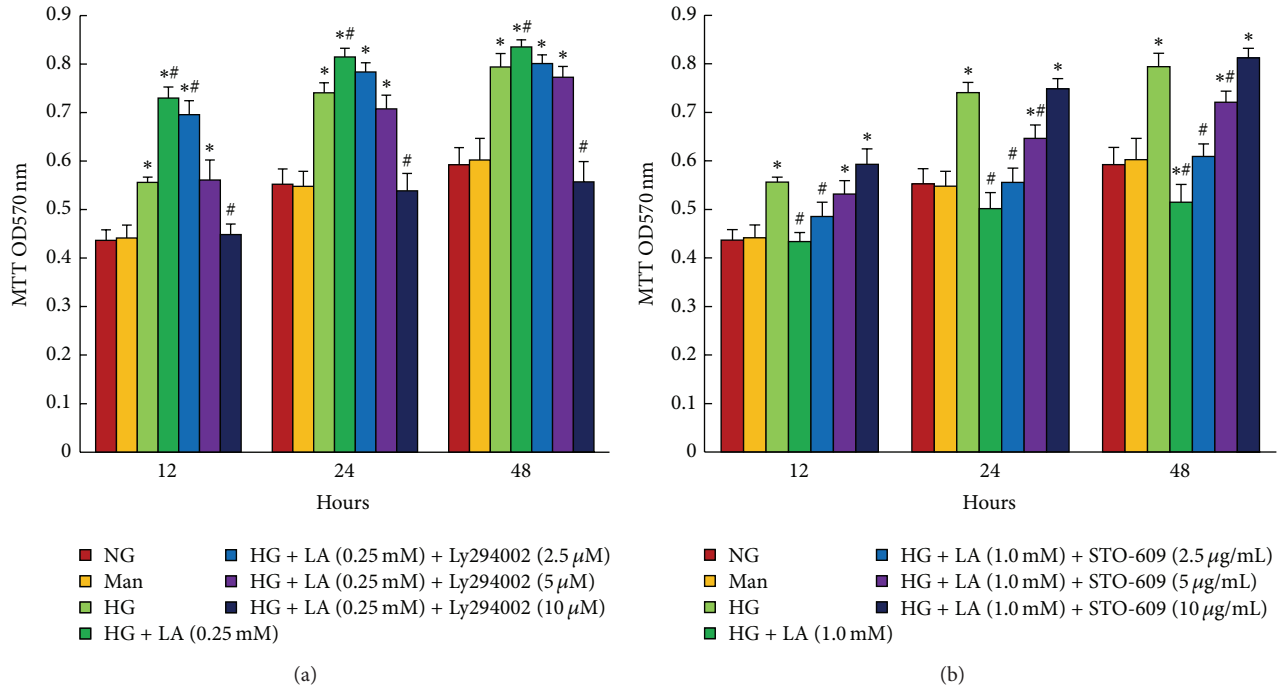 0.9
0.8
0.7
0.6
0.5
0.4
0.3
0.2
0.1
0
MTT OD570 nm
* *# *# * #
* *# * * #
* *# * * #
12 24 48
Hours
NG
Man
HG
HG + LA (0.25 mM)
HG + LA (0.25 mM) + Ly294002 (2.5 μM)
HG + LA (0.25 mM) + Ly294002 (5 μM)
HG + LA (0.25 mM) + Ly294002 (10 μM)
(a)
0.9
0.8
0.7
0.6
0.5
0.4
0.3
0.2
0.1
0
MTT OD570 nm
* # # * *
* # # *# *
* *# # *# *
12 24 48
Hours
NG
Man
HG
HG + LA (1.0 mM)
HG + LA (1.0 mM) + STO-609 (2.5 μg/mL)
HG + LA (1.0 mM) + STO-609 (5 μg/mL)
HG + LA (1.0 mM) + STO-609 (10 μg/mL)
(b)